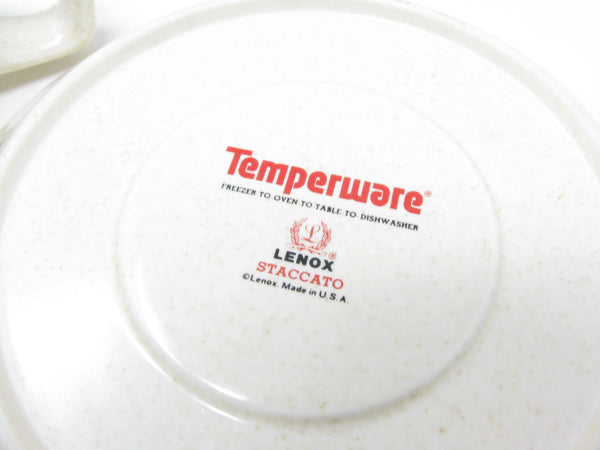 Temperware®
FREEZER·TO·OVEN·TO·TABLE·TO·DISHWASHER
L
LENOX®
STACCATO
©Lenox. Made in U.S.A.